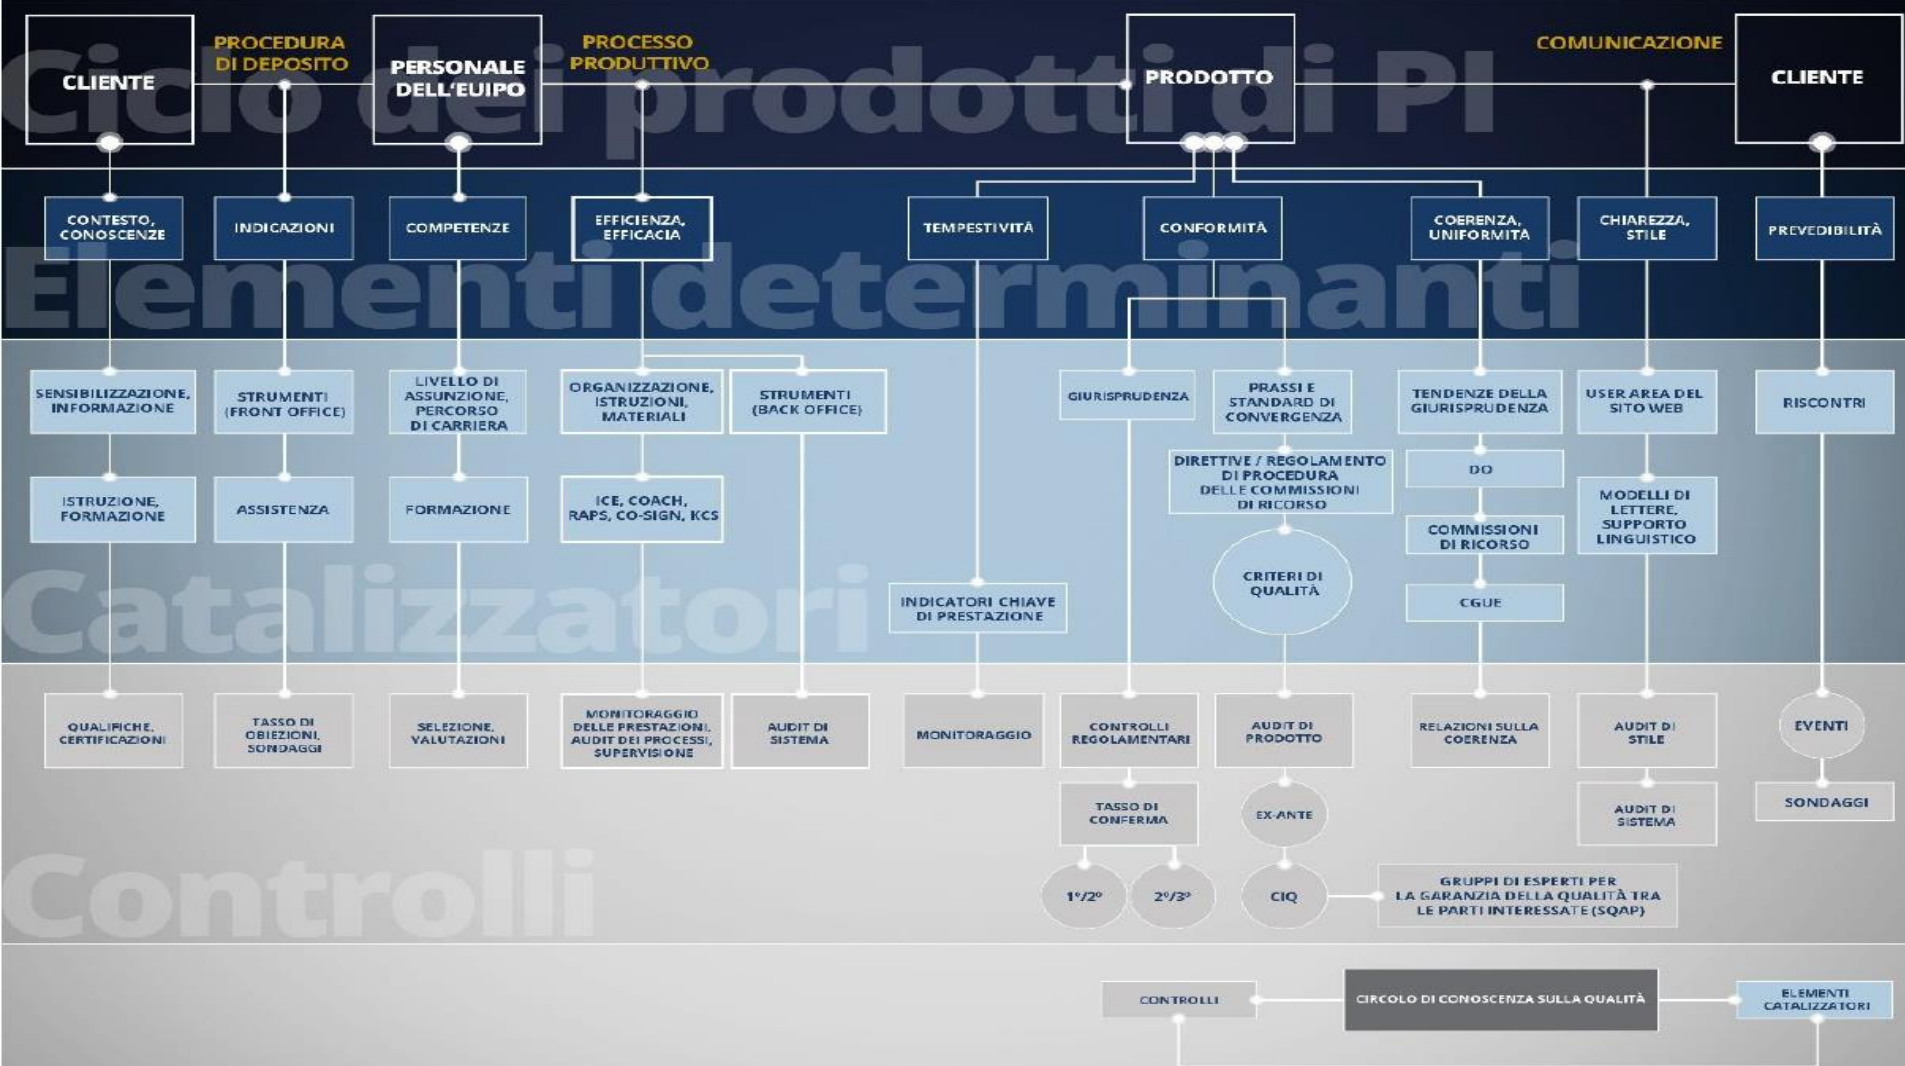 Ciclo dei prodotti di PI
CLIENTE
PROCEDURA
DI DEPOSITO
PERSONALE
DELL'EUIPO
PROCESSO
PRODUTTIVO
PRODOTTO
COMUNICAZIONE
CLIENTE
Elementi determinanti
CONTESTO,
CONOSCENZE
INDICAZIONI
COMPETENZE
EFFICIENZA,
EFFICACIA
TEMPESTIVITÀ
CONFORMITÀ
COERENZA,
UNIFORMITÀ
CHIAREZZA,
STILE
PREVEDIBILITÀ
Catalizzatori
SENSIBILIZZAZIONE,
INFORMAZIONE
STRUMENTI
(FRONT OFFICE)
LIVELLO DI
ASSUNZIONE,
PERCORSO
DI CARRIERA
ORGANIZZAZIONE,
ISTRUZIONI,
MATERIALI
STRUMENTI
(BACK OFFICE)
GIURISPRUDENZA
PRASSI E
STANDARD DI
CONVERGENZA
TENDENZE DELLA
GIURISPRUDENZA
USER AREA DEL
SITO WEB
RISCONTRI
ISTRUZIONE,
FORMAZIONE
ASSISTENZA
FORMAZIONE
ICE, COACH,
RAPS, CO-SIGN, KCS
DIRETTIVE / REGOLAMENTO
DI PROCEDURA
DELLE COMMISSIONI
DI RICORSO
DO
COMMISSIONI
DI RICORSO
CGUE
MODELLI DI
LETTERE,
SUPPORTO
LINGUISTICO
CRITERI DI
QUALITÀ
INDICATORI CHIAVE
DI PRESTAZIONE
Controlli
QUALIFICHE,
CERTIFICAZIONI
TASSO DI
OBIEZIONI,
SONDAGGI
SELEZIONE,
VALUTAZIONI
MONITORAGGIO
DELLE PRESTAZIONI,
AUDIT DEI PROCESSI,
SUPERVISIONE
AUDIT DI
SISTEMA
MONITORAGGIO
CONTROLLI
REGOLAMENTARI
AUDIT DI
PRODOTTO
RELAZIONI SULLA
COERENZA
AUDIT DI
STILE
EVENTI
TASSO DI
CONFERMA
EX-ANTE
AUDIT DI
SISTEMA
SONDAGGI
1º/2º
2º/3º
CIQ
GRUPPI DI ESPERTI PER
LA GARANZIA DELLA QUALITÀ TRA
LE PARTI INTERESSATE (SQAP)
CONTROLLI
CIRCOLO DI CONOSCENZA SULLA QUALITÀ
ELEMENTI
CATALIZZATORI